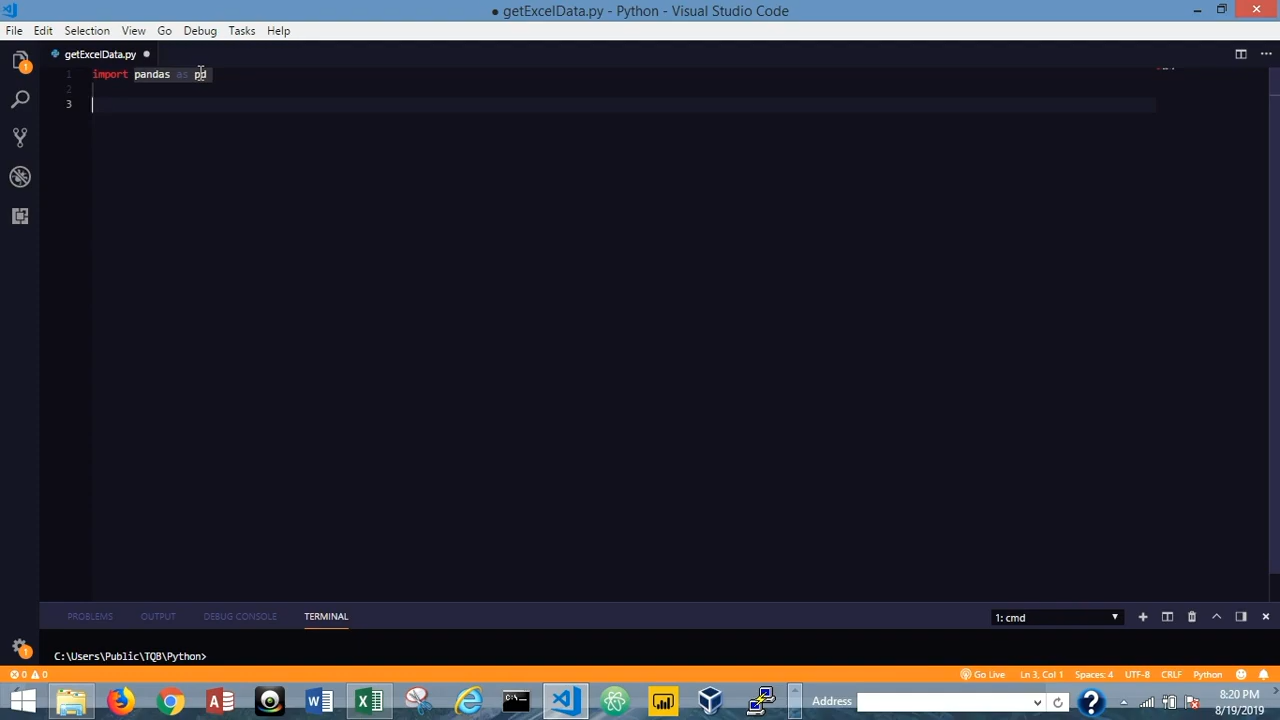 ● getExcelData.py - Python - Visual Studio Code
File Edit Selection View Go Debug Tasks Help
getExcelData.py ●
1 import pandas as pd
2
3
PROBLEMS OUTPUT DEBUG CONSOLE TERMINAL 1: cmd
C:\Users\Public\TQB\Python>
0 0 Go Live Ln 3, Col 1 Spaces: 4 UTF-8 CRLF Python
Address 8:20 PM
8/19/2019